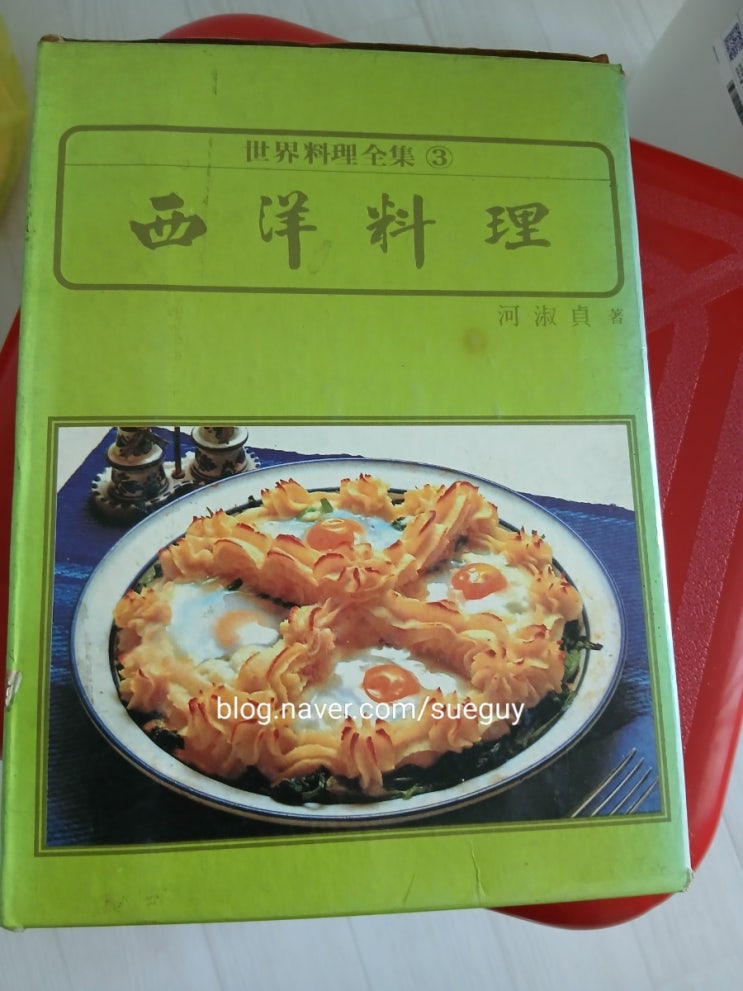 世界料理全集 ③
西洋料理
河淑貞 著
blog.naver.com/sueguy